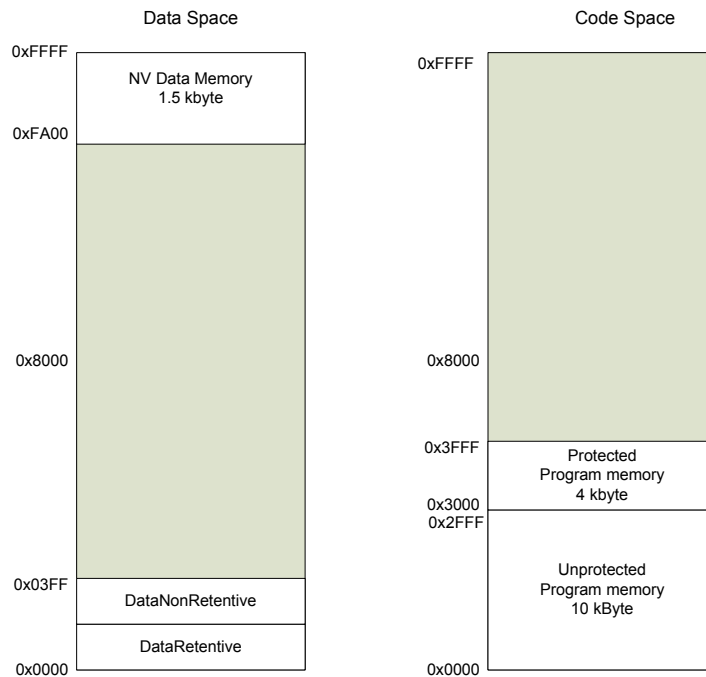 Data Space
0xFFFF
NV Data Memory
1.5 kbyte
0xFA00
0x8000
0x03FF
DataNonRetentive
DataRetentive
0x0000
Code Space
0xFFFF
0x8000
0x3FFF
Protected
Program memory
4 kbyte
0x3000
0x2FFF
Unprotected
Program memory
10 kByte
0x0000